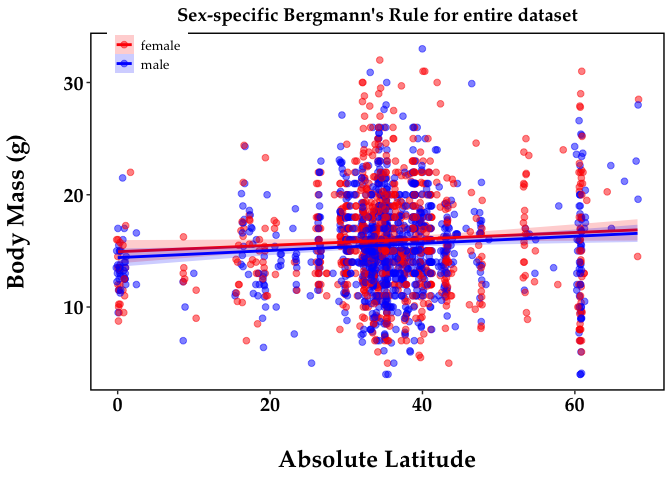 Sex-specific Bergmann's Rule for entire dataset
female
male
30
20
10
Body Mass (g)
0
20
40
60
Absolute Latitude